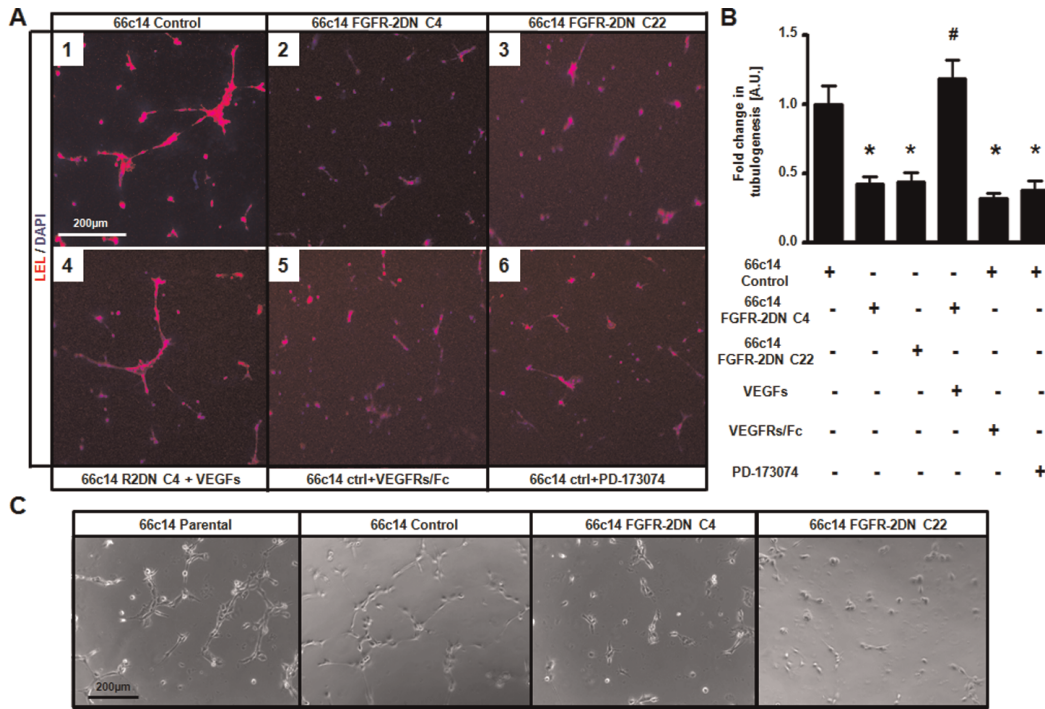 A
66c14 Control
66c14 FGFR-2DN C4
66c14 FGFR-2DN C22
1
2
3
200µm
LEL / DAPI
4
5
6
66c14 R2DN C4 + VEGFs
66c14 ctrl+VEGFRs/Fc
66c14 ctrl+PD-173074
B
Fold change in
tubulogenesis [A.U.]
1.5
1.0
0.5
0.0
* * # * *
66c14
Control
+ - - - + +
66c14
FGFR-2DN C4
- + - + - -
66c14
FGFR-2DN C22
- - + - - -
VEGFs
- - - + - -
VEGFRs/Fc
- - - - + -
PD-173074
- - - - - +
C
66c14 Parental
66c14 Control
66c14 FGFR-2DN C4
66c14 FGFR-2DN C22
200µm